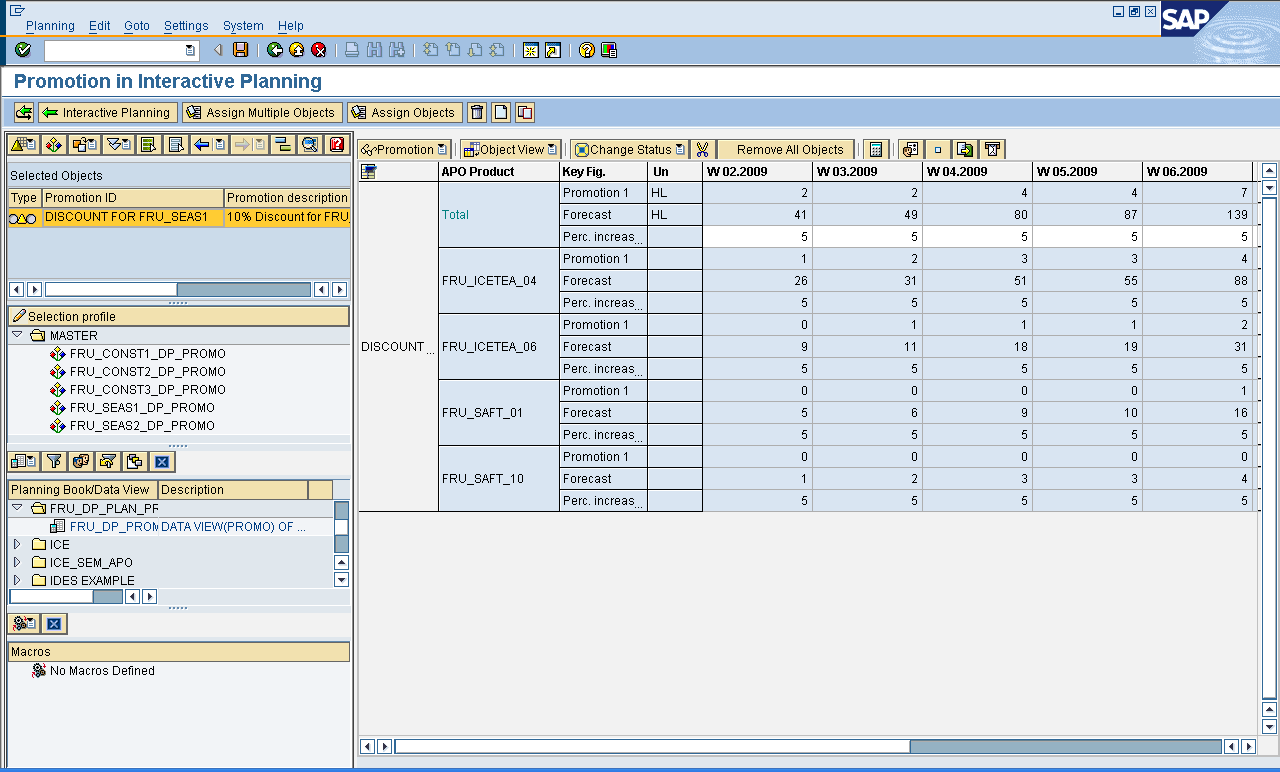 Planning Edit Goto Settings System Help
SAP
Promotion in Interactive Planning
Interactive Planning Assign Multiple Objects Assign Objects
Promotion Object View Change Status Remove All Objects
Selected Objects
Type Promotion ID Promotion description
DISCOUNT FOR FRU_SEAS1 10% Discount for FRU_
Selection profile
MASTER
FRU_CONST1_DP_PROMO
FRU_CONST2_DP_PROMO
FRU_CONST3_DP_PROMO
FRU_SEAS1_DP_PROMO
FRU_SEAS2_DP_PROMO
Planning Book/Data View Description
FRU_DP_PLAN_PF
FRU_DP_PROM DATA VIEW(PROMO) OF ...
ICE
ICE_SEM_APO
IDES EXAMPLE
Macros
No Macros Defined
APO Product Key Fig. Un W 02.2009 W 03.2009 W 04.2009 W 05.2009 W 06.2009
Promotion 1 HL 2 2 4 4 7
Total Forecast HL 41 49 80 87 139
Perc. increas... 5 5 5 5 5
Promotion 1 1 2 3 3 4
FRU_ICETEA_04 Forecast 26 31 51 55 88
Perc. increas... 5 5 5 5 5
Promotion 1 0 1 1 1 2
DISCOUNT ... FRU_ICETEA_06 Forecast 9 11 18 19 31
Perc. increas... 5 5 5 5 5
Promotion 1 0 0 0 0 1
FRU_SAFT_01 Forecast 5 6 9 10 16
Perc. increas... 5 5 5 5 5
Promotion 1 0 0 0 0 0
FRU_SAFT_10 Forecast 1 2 3 3 4
Perc. increas... 5 5 5 5 5